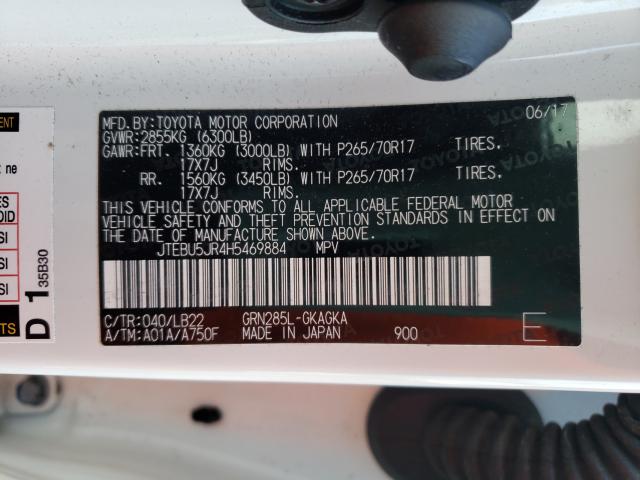 MFD.BY:TOYOTA MOTOR CORPORATION 06/17
GVWR:2855KG (6300LB)
GAWR:FRT. 1360KG (3000LB) WITH P265/70R17 TIRES.
17X7J RIMS.
RR. 1560KG (3450LB) WITH P265/70R17 TIRES.
17X7J RIMS.
THIS VEHICLE CONFORMS TO ALL APPLICABLE FEDERAL MOTOR
VEHICLE SAFETY AND THEFT PREVENTION STANDARDS IN EFFECT ON
THE DATE OF MANUFACTURE SHOWN ABOVE.
JTEBU5JR4H5469884 MPV
C/TR:040/LB22 GRN285L-GKAGKA
A/TM:A01A/A750F MADE IN JAPAN 900 E
D1
35B30